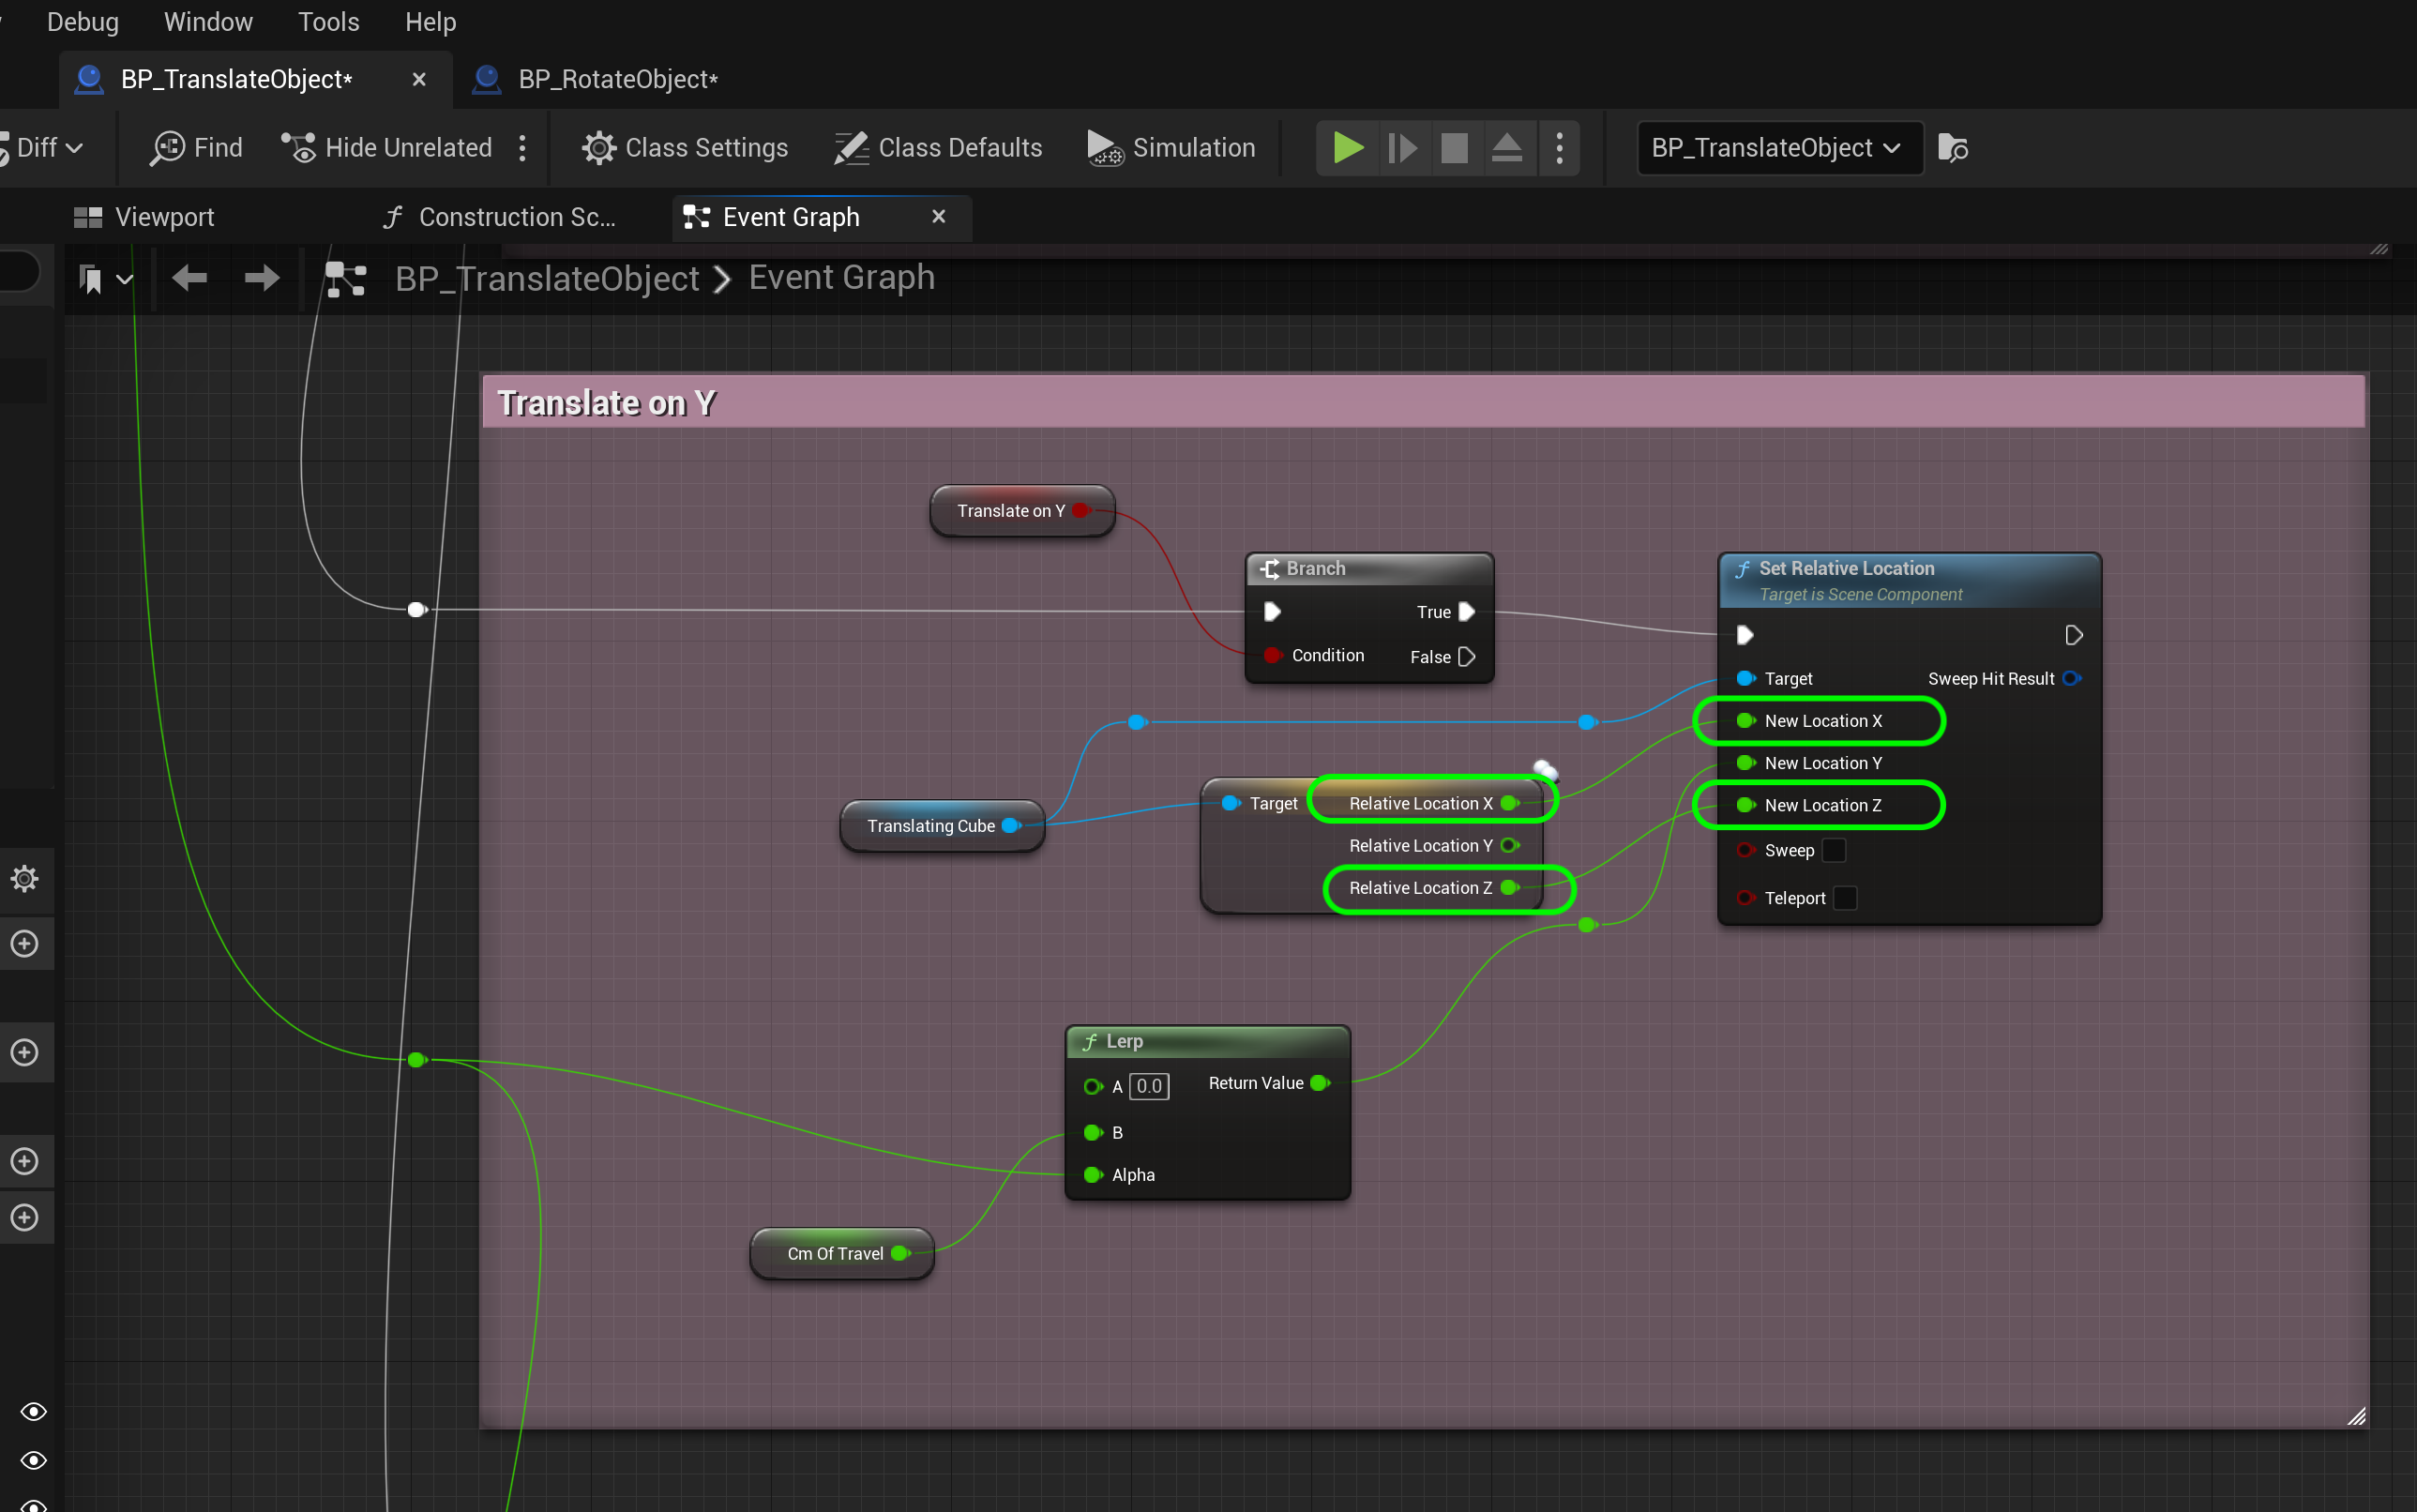 Debug Window Tools Help
BP_TranslateObject* BP_RotateObject*
Diff Find Hide Unrelated Class Settings Class Defaults Simulation BP_TranslateObject
Viewport Construction Sc... Event Graph
BP_TranslateObject Event Graph
Translate on Y
Translate on Y
Branch
True
Condition False
Set Relative Location
Target is Scene Component
Target Sweep Hit Result
New Location X
New Location Y
New Location Z
Sweep
Teleport
Translating Cube
Target Relative Location X
Relative Location Y
Relative Location Z
Lerp
A 0.0 Return Value
B
Alpha
Cm Of Travel